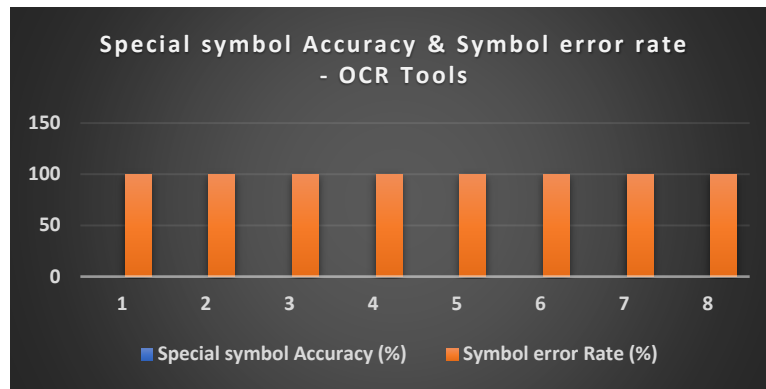 Special symbol Accuracy & Symbol error rate
- OCR Tools
150
100
50
0
1 2 3 4 5 6 7 8
Special symbol Accuracy (%) Symbol error Rate (%)